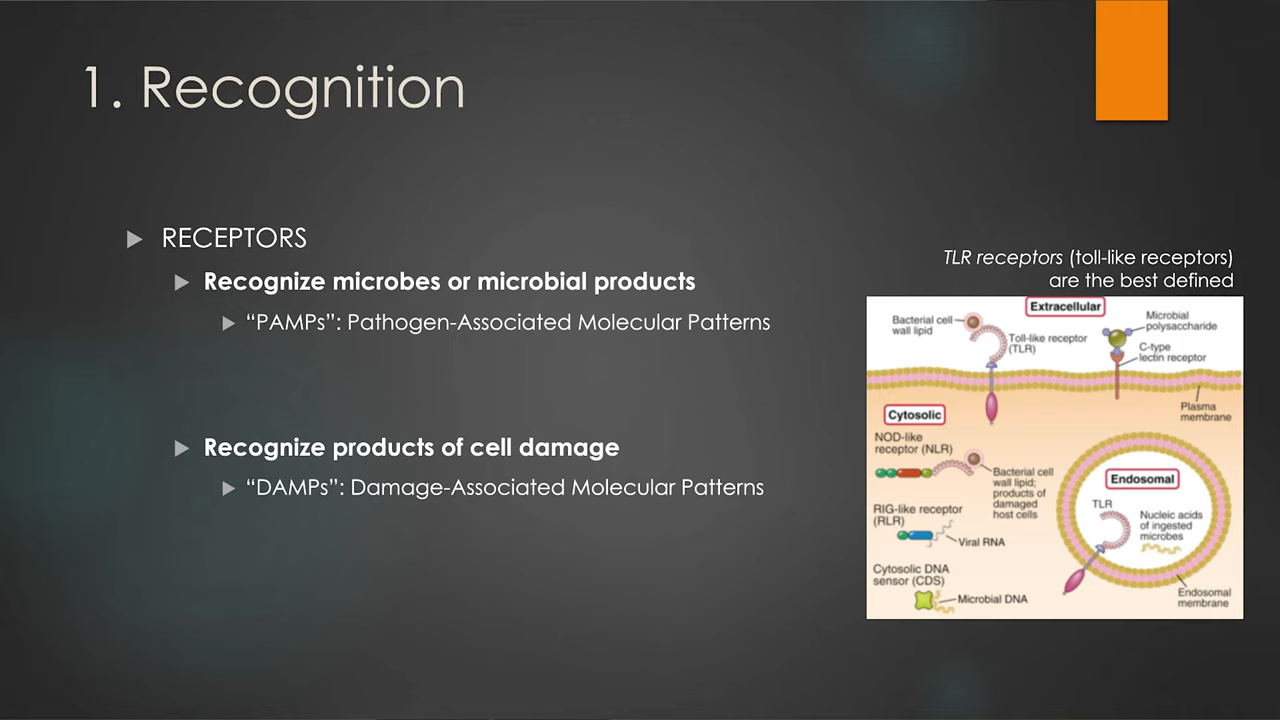 1. Recognition
RECEPTORS
Recognize microbes or microbial products
“PAMPs”: Pathogen-Associated Molecular Patterns
Recognize products of cell damage
“DAMPs”: Damage-Associated Molecular Patterns
TLR receptors (toll-like receptors)
are the best defined
Extracellular
Bacterial cell
wall lipid
Toll-like receptor
(TLR)
Microbial
polysaccharide
C-type
lectin receptor
Plasma
membrane
Cytosolic
NOD-like
receptor (NLR)
Bacterial cell
wall lipid;
products of
damaged
host cells
RIG-like receptor
(RLR)
Viral RNA
Cytosolic DNA
sensor (CDS)
Microbial DNA
Endosomal
TLR
Nucleic acids
of ingested
microbes
Endosomal
membrane